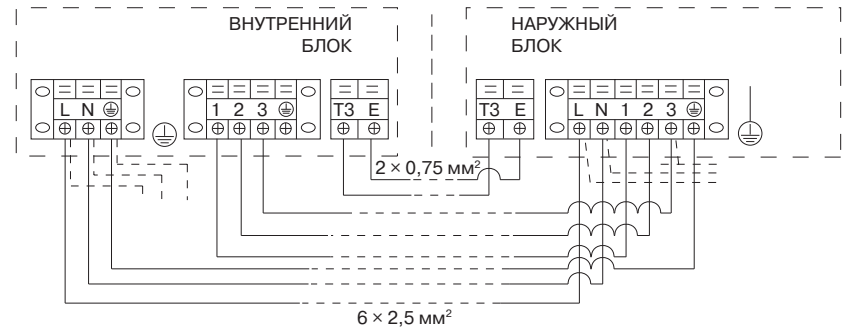 ВНУТРЕННИЙ
БЛОК
НАРУЖНЫЙ
БЛОК
L N
1 2 3
T3 E
T3 E
L N 1 2 3
2 × 0,75 мм²
6 × 2,5 мм²